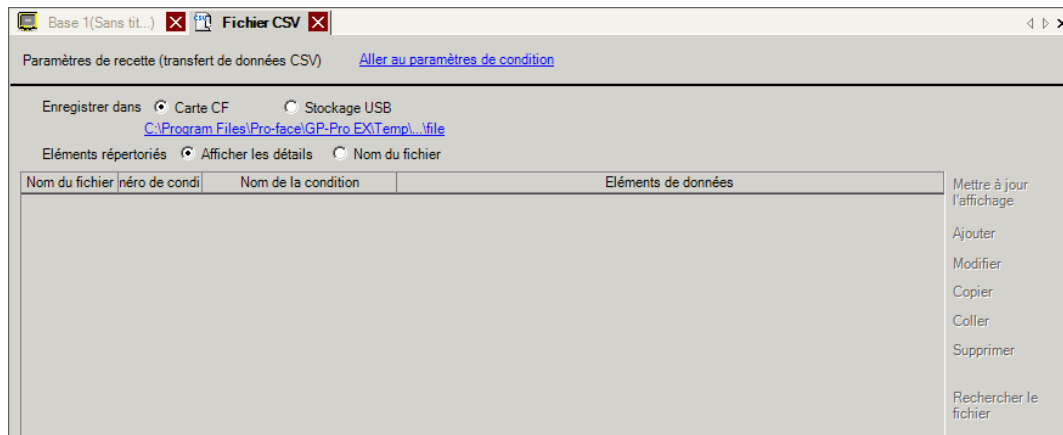 Base 1(Sans tit...) Fichier CSV
Paramètres de recette (transfert de données CSV) Aller au paramètres de condition
Enregistrer dans Carte CF Stockage USB
C:\Program Files\Pro-face\GP-Pro EX\Temp\...\file
Eléments répertoriés Afficher les détails Nom du fichier
Nom du fichier néro de condi Nom de la condition Eléments de données
Mettre à jour
l'affichage
Ajouter
Modifier
Copier
Coller
Supprimer
Rechercher le
fichier